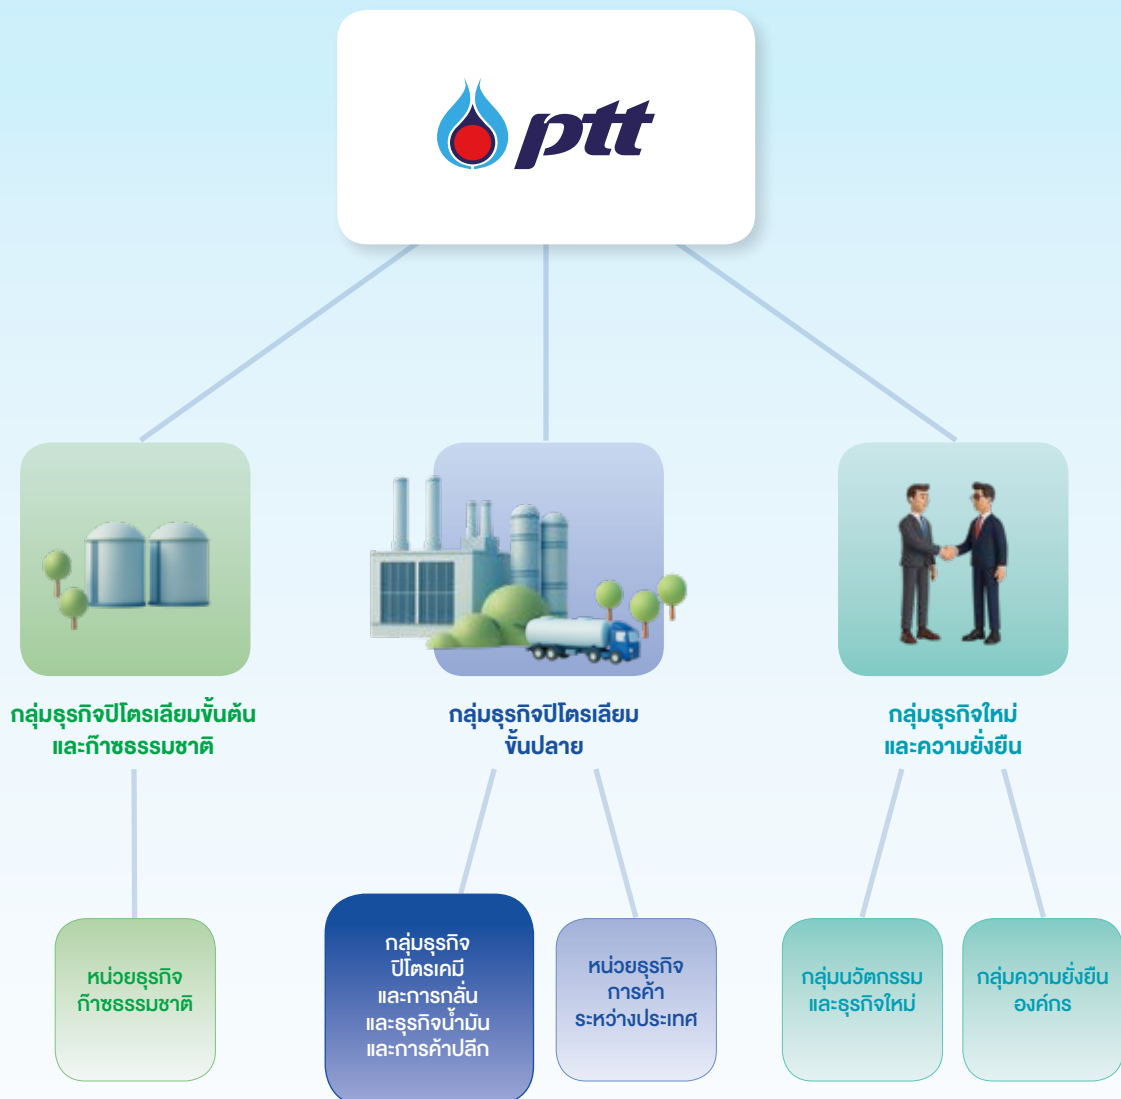 ptt
กลุ่มธุรกิจปิโตรเลียมขั้นต้น
และก๊าซธรรมชาติ
กลุ่มธุรกิจปิโตรเลียม
ขั้นปลาย
กลุ่มธุรกิจใหม่
และความยั่งยืน
หน่วยธุรกิจ
ก๊าซธรรมชาติ
กลุ่มธุรกิจ
ปิโตรเคมี
และการกลั่น
และธุรกิจน้ำมัน
และการค้าปลีก
หน่วยธุรกิจ
การค้า
ระหว่างประเทศ
กลุ่มนวัตกรรม
และธุรกิจใหม่
กลุ่มความยั่งยืน
องค์กร